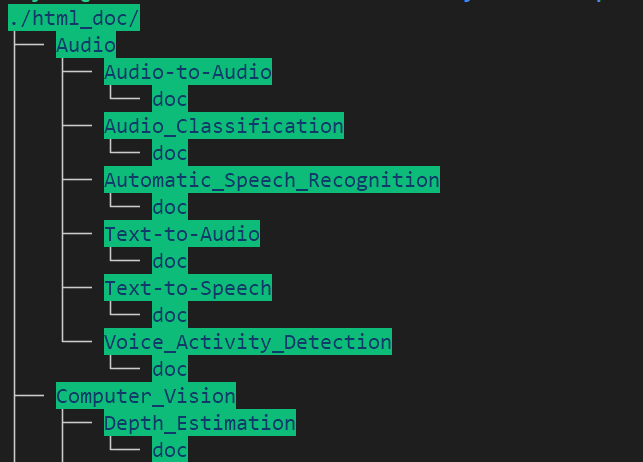 ./html_doc/
├── Audio
│   ├── Audio-to-Audio
│   │   └── doc
│   ├── Audio_Classification
│   │   └── doc
│   ├── Automatic_Speech_Recognition
│   │   └── doc
│   ├── Text-to-Audio
│   │   └── doc
│   ├── Text-to-Speech
│   │   └── doc
│   └── Voice_Activity_Detection
│       └── doc
├── Computer_Vision
│   ├── Depth_Estimation
│   │   └── doc